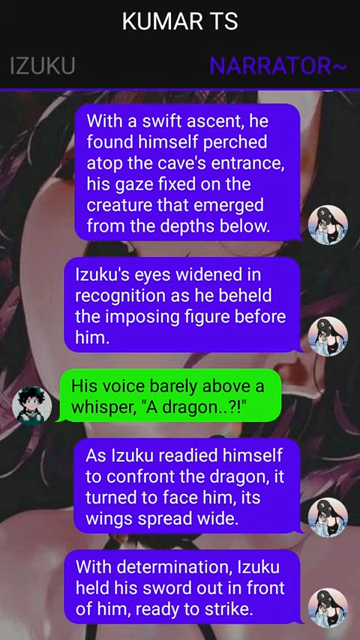 KUMAR TS
IZUKU
NARRATOR~
With a swift ascent, he
found himself perched
atop the cave's entrance,
his gaze fixed on the
creature that emerged
from the depths below.
Izuku's eyes widened in
recognition as he beheld
the imposing figure before
him.
His voice barely above a
whisper, "A dragon..?!"
As Izuku readied himself
to confront the dragon, it
turned to face him, its
wings spread wide.
With determination, Izuku
held his sword out in front
of him, ready to strike.